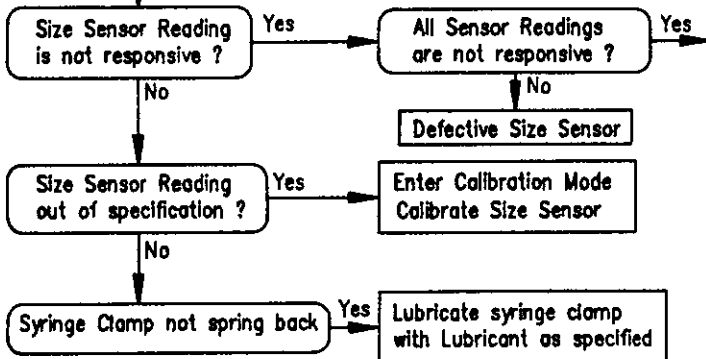 Size Sensor Reading
is not responsive ?
Yes
All Sensor Readings
are not responsive ?
Yes
No
No
Defective Size Sensor
Size Sensor Reading
out of specification ?
Yes
Enter Calibration Mode
Calibrate Size Sensor
No
Syringe Clamp not spring back
Yes
Lubricate syringe clamp
with Lubricant as specified